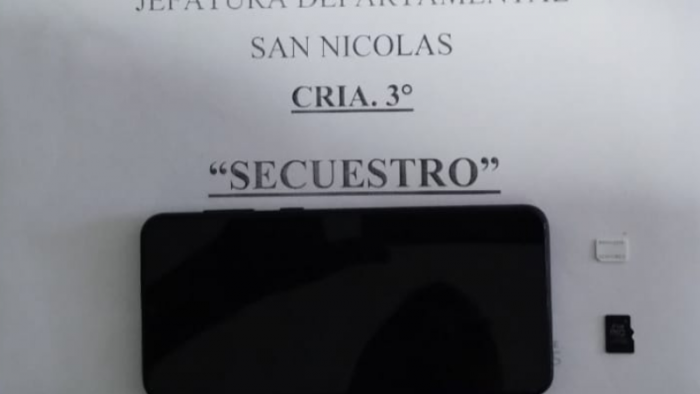 JEFATURA DEPARTAMENTAL
SAN NICOLAS
CRIA. 3°
“SECUESTRO”